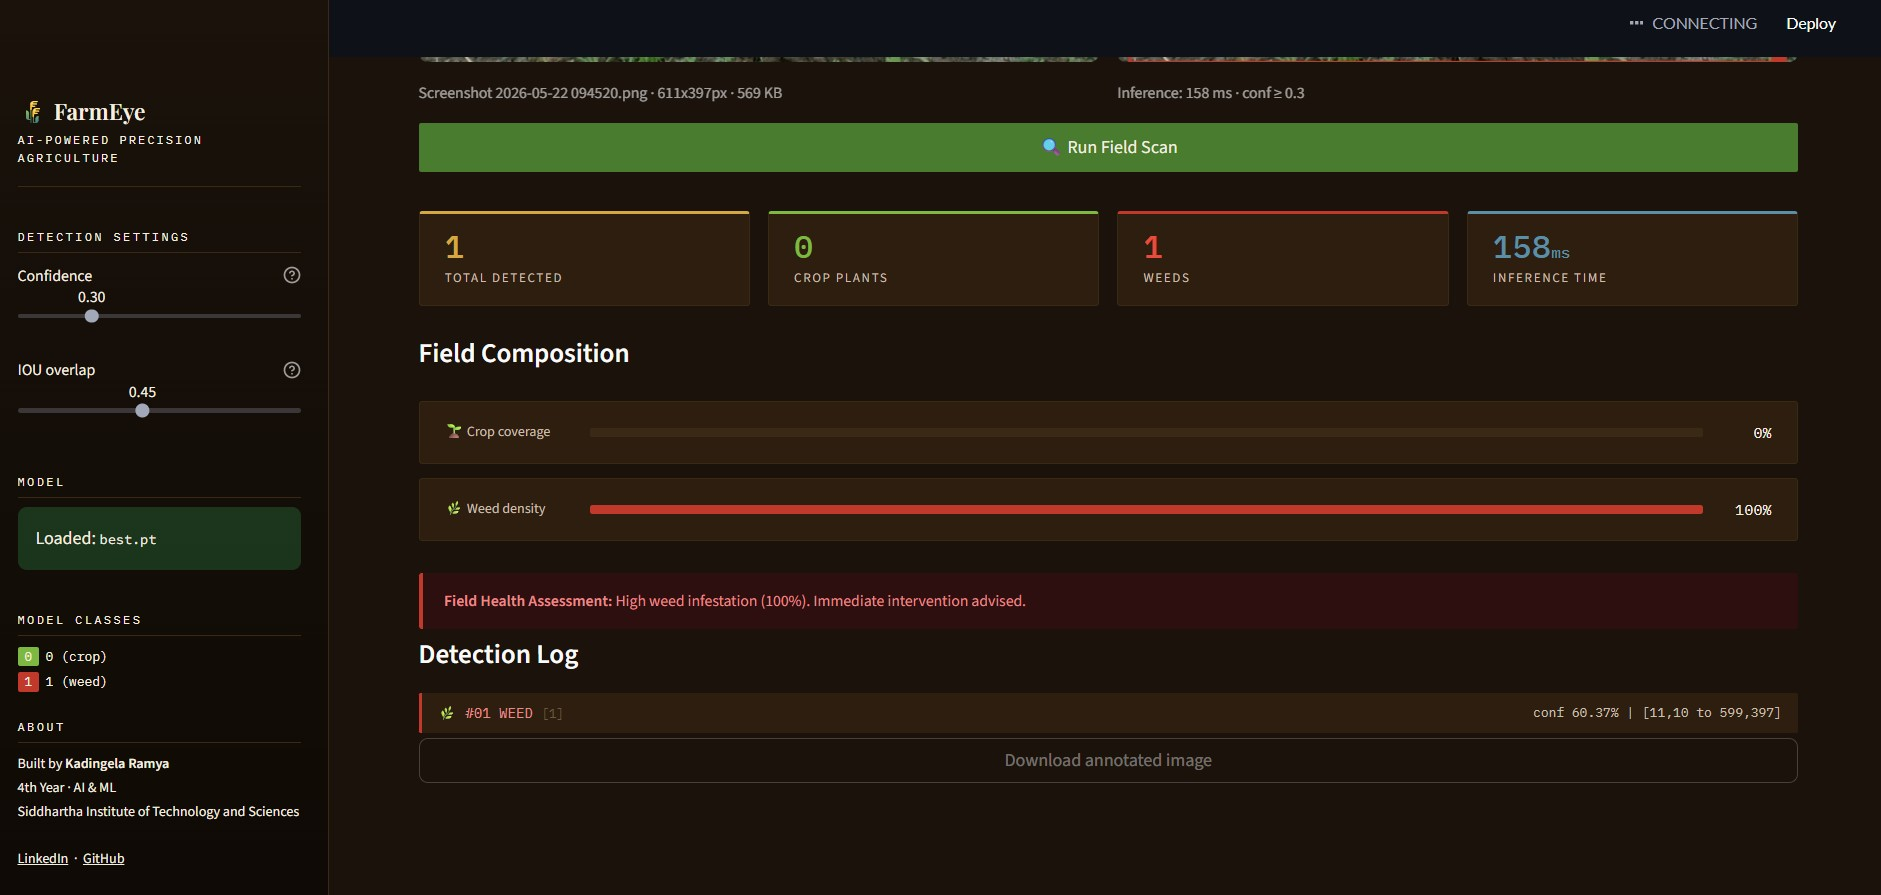 CONNECTING
Deploy
FarmEye
AI-POWERED PRECISION
AGRICULTURE
DETECTION SETTINGS
Confidence
0.30
IOU overlap
0.45
MODEL
Loaded: best.pt
MODEL CLASSES
0 0 (crop)
1 1 (weed)
ABOUT
Built by Kadingela Ramya
4th Year · AI & ML
Siddhartha Institute of Technology and Sciences
LinkedIn · GitHub
Screenshot 2026-05-22 094520.png · 611x397px · 569 KB
Inference: 158 ms · conf ≥ 0.3
Run Field Scan
1
TOTAL DETECTED
0
CROP PLANTS
1
WEEDS
158ms
INFERENCE TIME
Field Composition
Crop coverage 0%
Weed density 100%
Field Health Assessment: High weed infestation (100%). Immediate intervention advised.
Detection Log
#01 WEED [1] conf 60.37% | [11,10 to 599,397]
Download annotated image